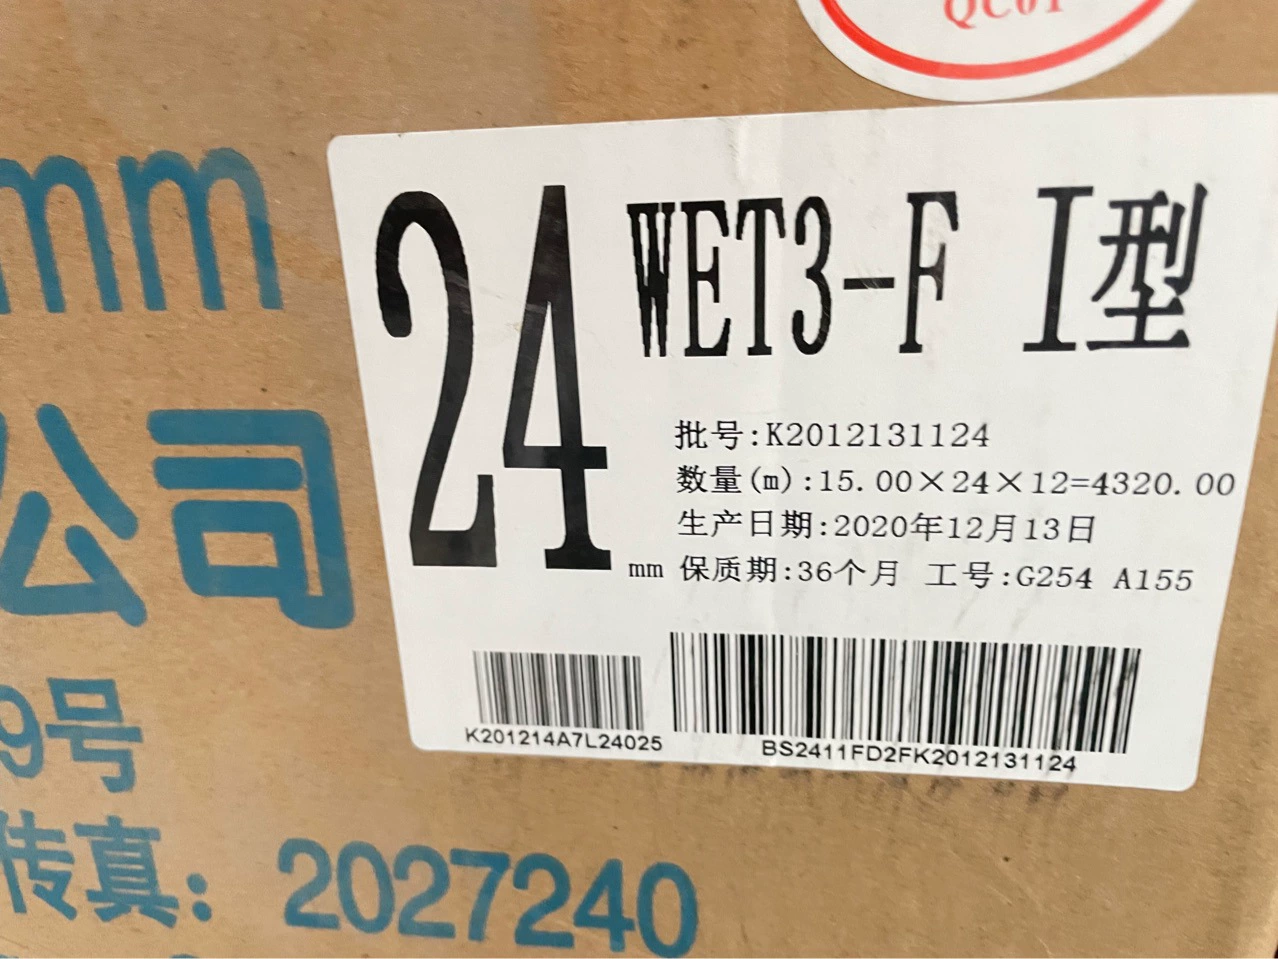 QC01
mm
24 WET3-F I型
批号:K2012131124
数量(m):15.00×24×12=4320.00
生产日期:2020年12月13日
mm 保质期:36个月 工号:G254 A155
K201214A7L24025
BS2411FD2FK2012131124
公司
9号
传真：2027240